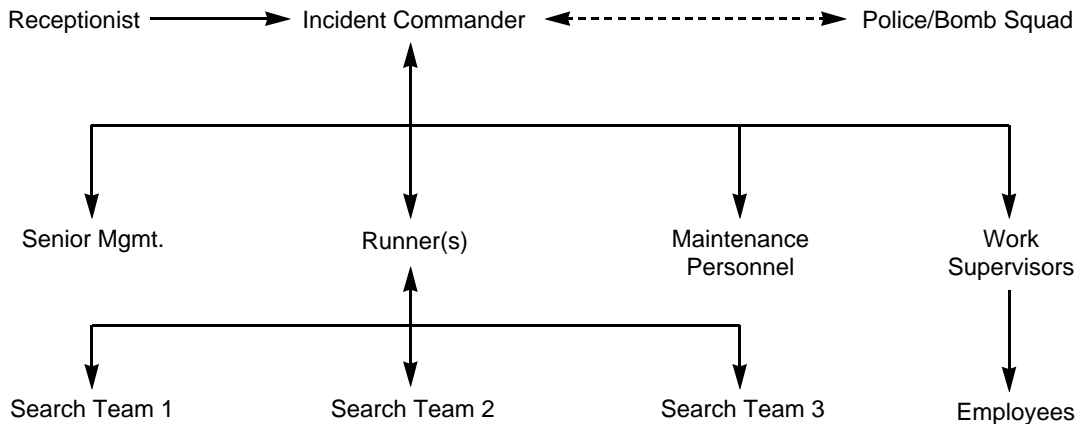 Receptionist
Incident Commander
Police/Bomb Squad
Senior Mgmt.
Runner(s)
Maintenance
Personnel
Work
Supervisors
Search Team 1
Search Team 2
Search Team 3
Employees